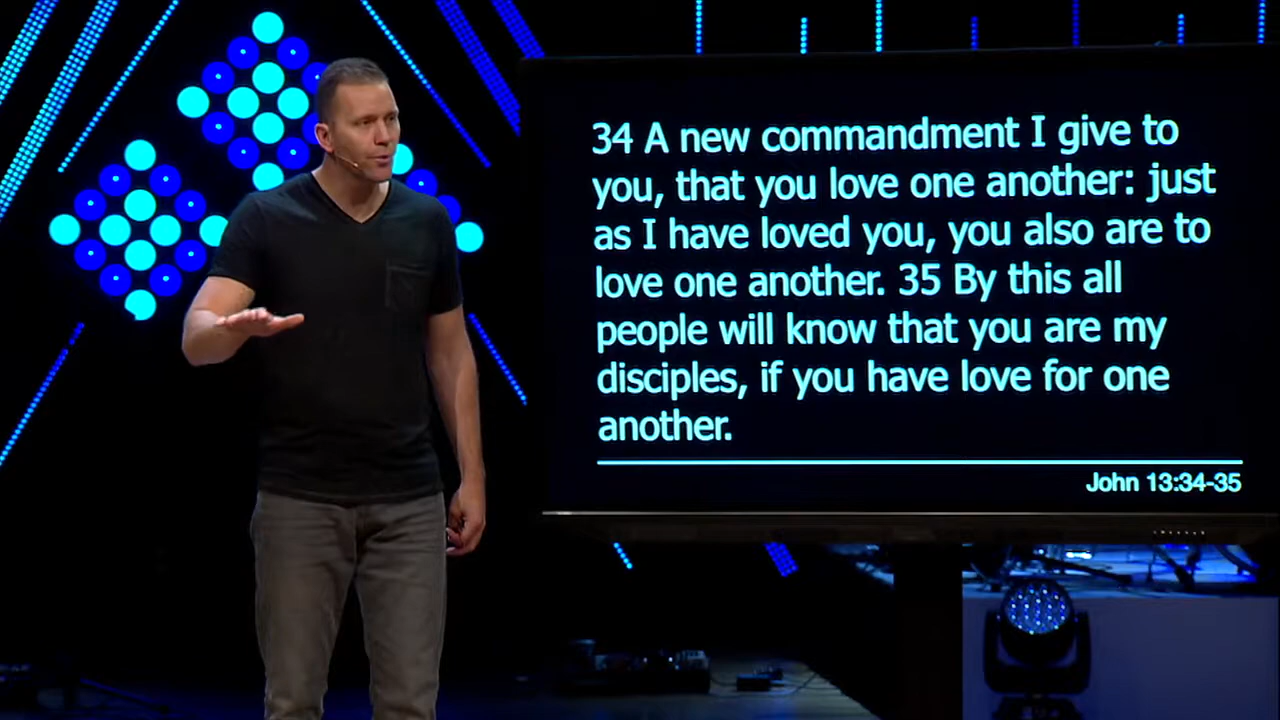 34 A new commandment I give to
you, that you love one another: just
as I have loved you, you also are to
love one another. 35 By this all
people will know that you are my
disciples, if you have love for one
another.
John 13:34-35